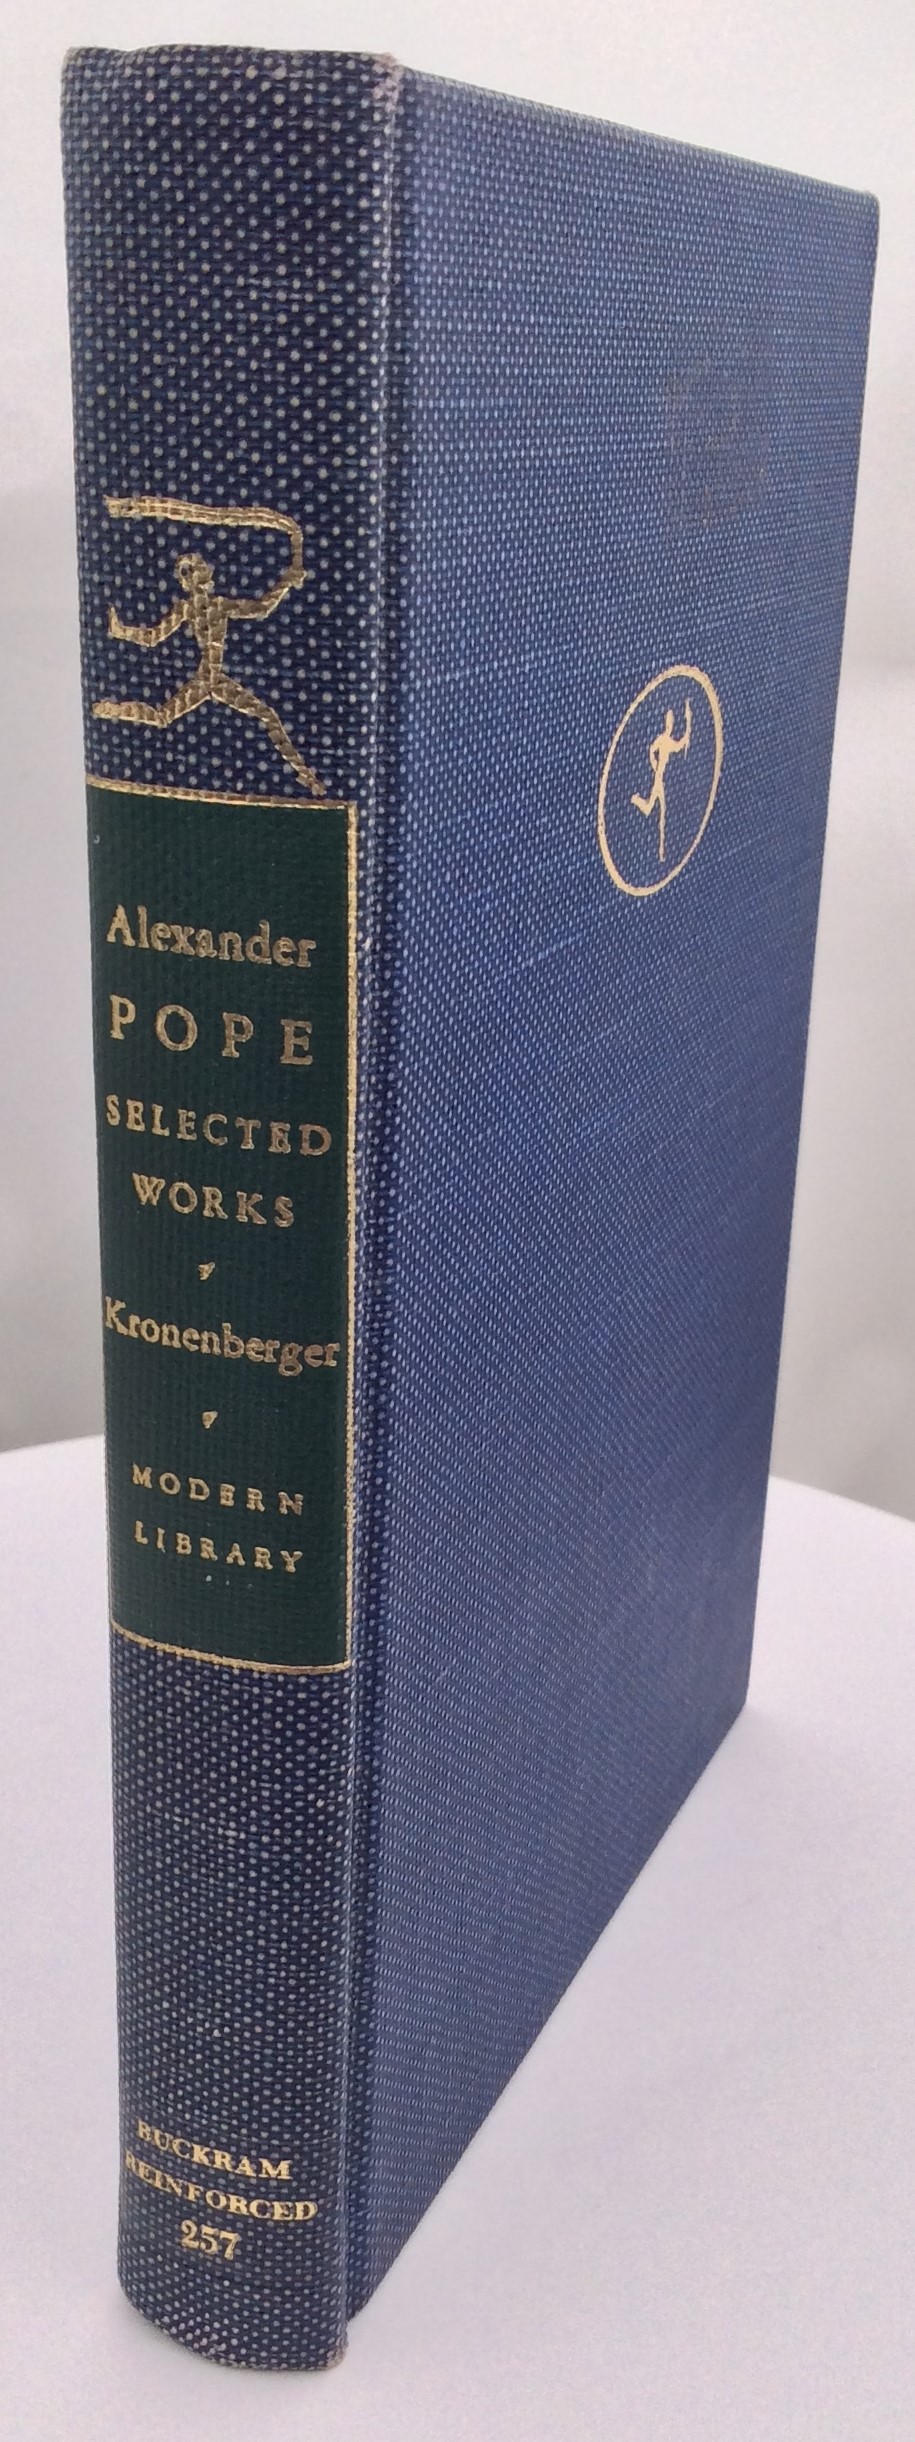 Alexander
POPE
SELECTED
WORKS
Kronenberger
MODERN
LIBRARY
BUCKRAM
REINFORCED
257